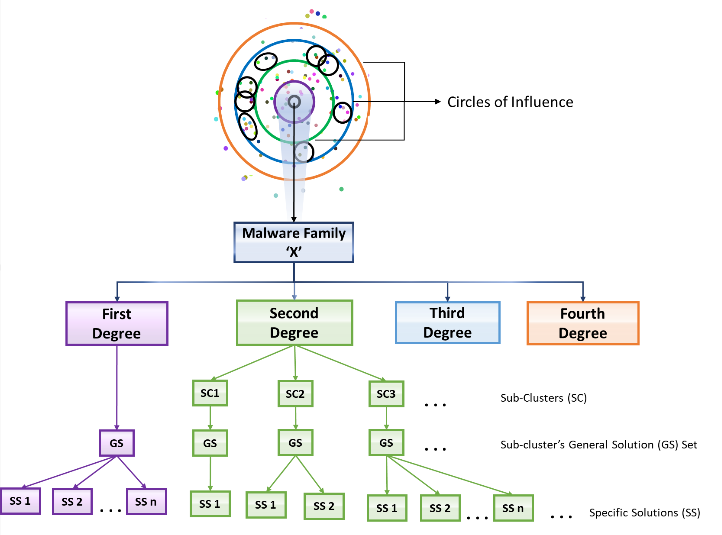 Circles of Influence
Malware Family
'X'
First
Degree
Second
Degree
Third
Degree
Fourth
Degree
SC1
SC2
SC3
...
Sub-Clusters (SC)
GS
GS
GS
GS
...
Sub-cluster's General Solution (GS) Set
SS 1
SS 2
...
SS n
SS 1
SS 1
SS 2
SS 1
SS 2
...
SS n
...
Specific Solutions (SS)